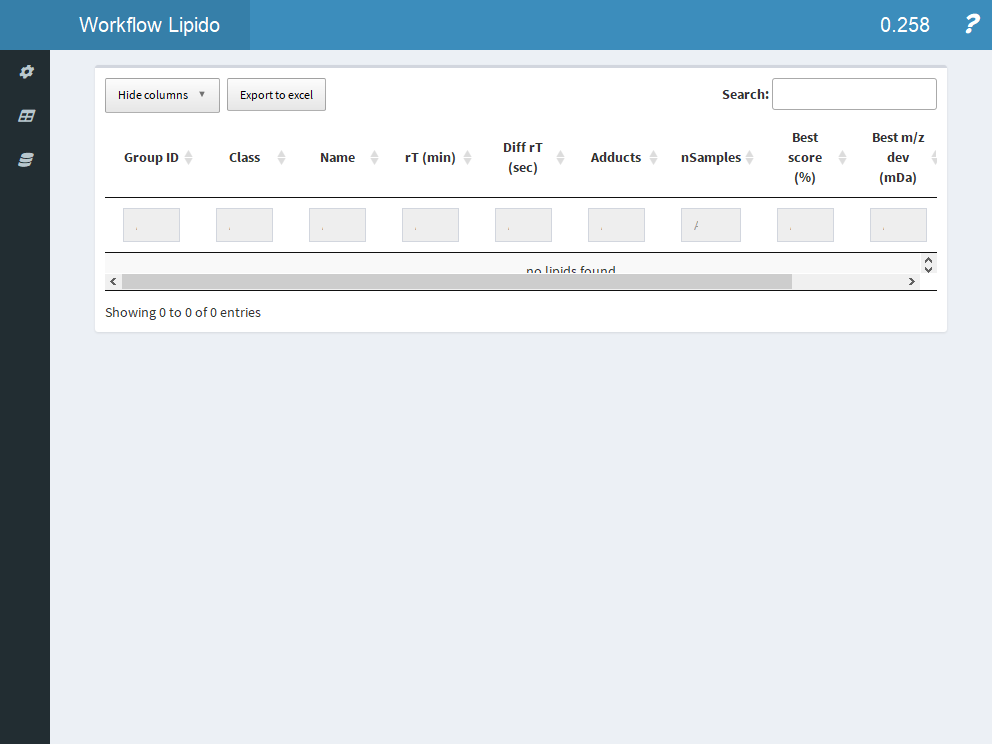 Workflow Lipido 0.258 ?
Hide columns ▼ Export to excel Search:
Group ID Class Name rT (min) Diff rT (sec) Adducts nSamples Best score (%) Best m/z dev (mDa)
no lipids found
Showing 0 to 0 of 0 entries